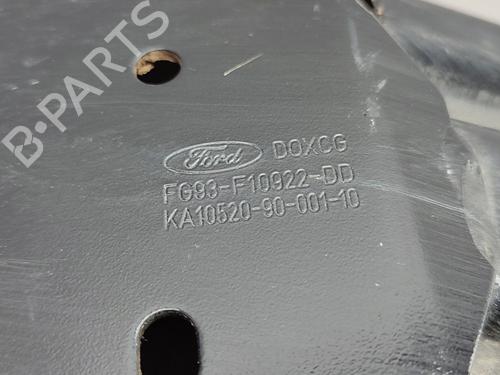 B-PARTS
Ford DOXCG
FG93-F10922-DD
KA10520-90-001-10